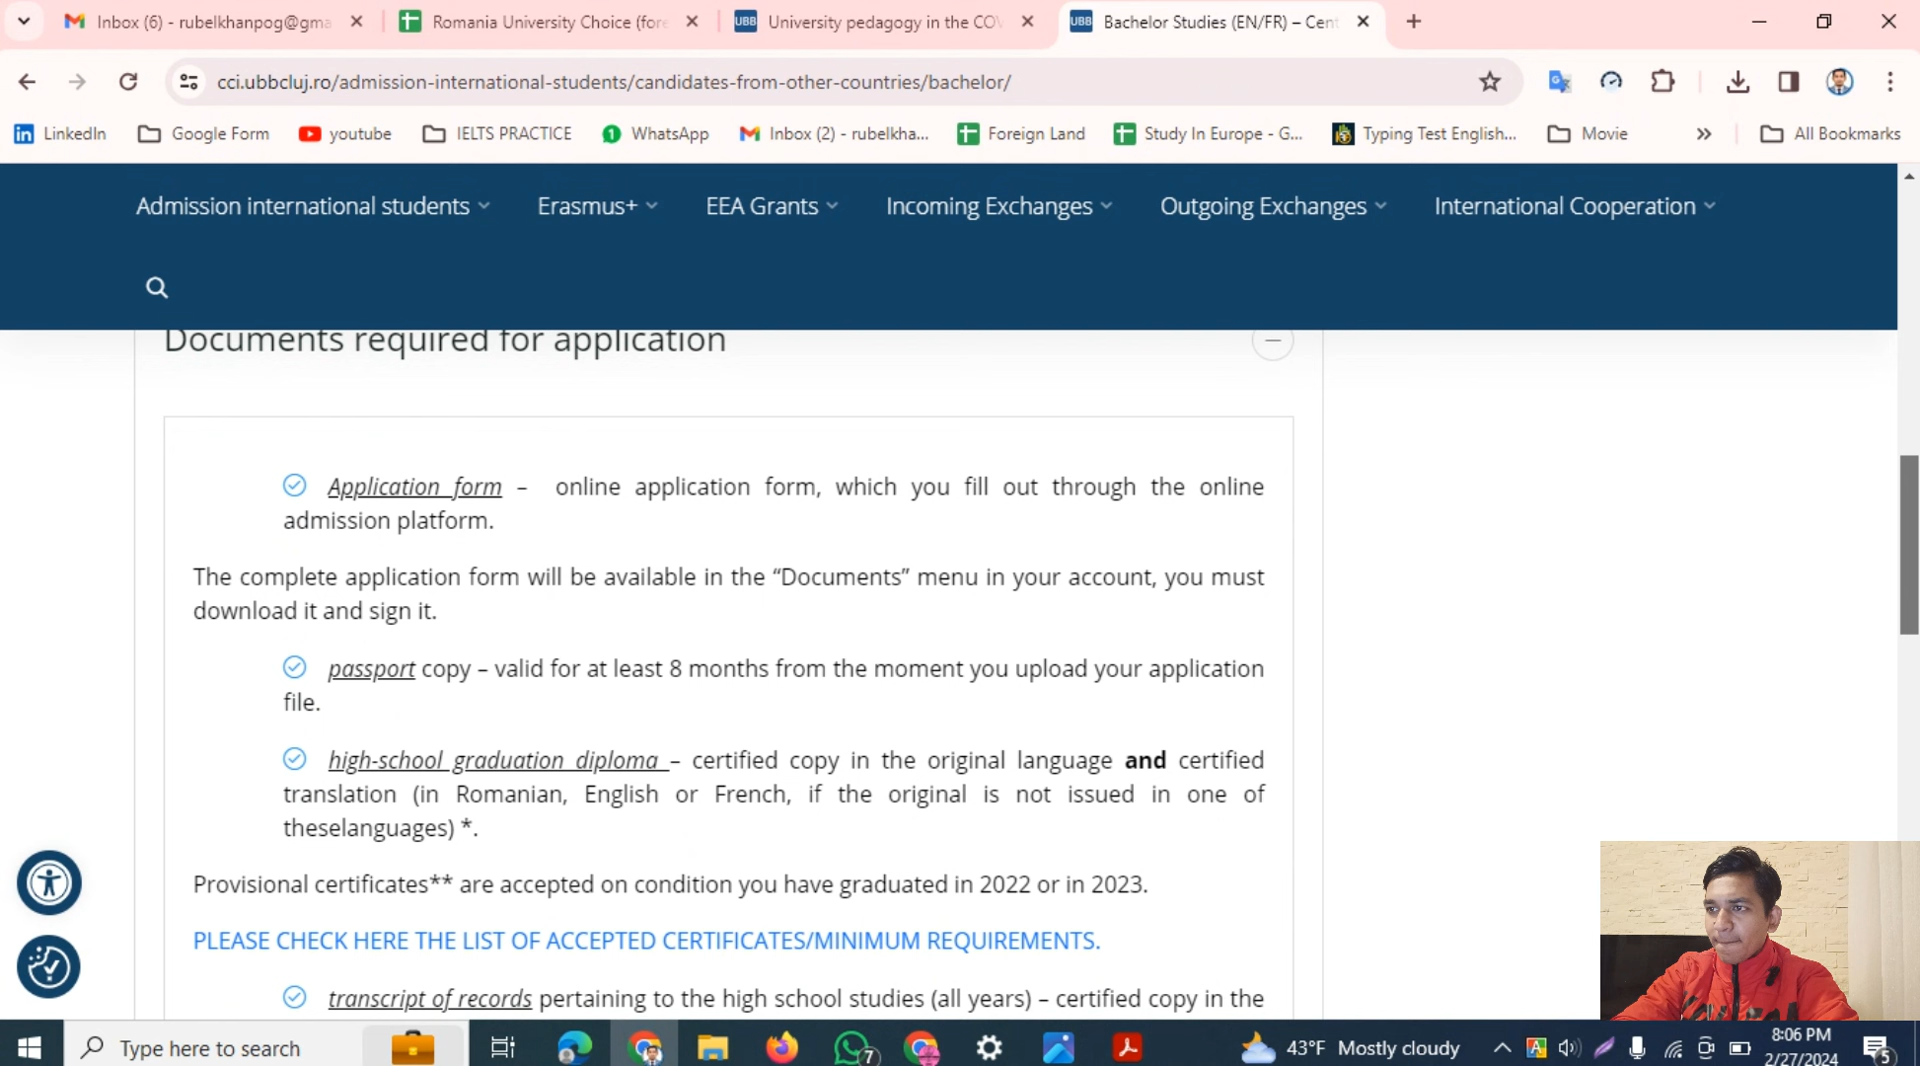 Inbox (6) - rubelkhanpog@gma
Romania University Choice (fore
UBB University pedagogy in the CO
UBB Bachelor Studies (EN/FR) – Cent
cci.ubbcluj.ro/admission-international-students/candidates-from-other-countries/bachelor/
in LinkedIn Google Form youtube IELTS PRACTICE 1 WhatsApp Inbox (2) - rubelkha... Foreign Land Study In Europe - G... Typing Test English... Movie » All Bookmarks
Admission international students Erasmus+ EEA Grants Incoming Exchanges Outgoing Exchanges International Cooperation
Documents required for application
Application form – online application form, which you fill out through the online
admission platform.
The complete application form will be available in the “Documents” menu in your account, you must
download it and sign it.
passport copy – valid for at least 8 months from the moment you upload your application
file.
high-school graduation diploma – certified copy in the original language and certified
translation (in Romanian, English or French, if the original is not issued in one of
theselanguages) *.
Provisional certificates** are accepted on condition you have graduated in 2022 or in 2023.
PLEASE CHECK HERE THE LIST OF ACCEPTED CERTIFICATES/MINIMUM REQUIREMENTS.
transcript of records pertaining to the high school studies (all years) – certified copy in the
Type here to search
7
43°F Mostly cloudy
A
8:06 PM
2/27/2024
5